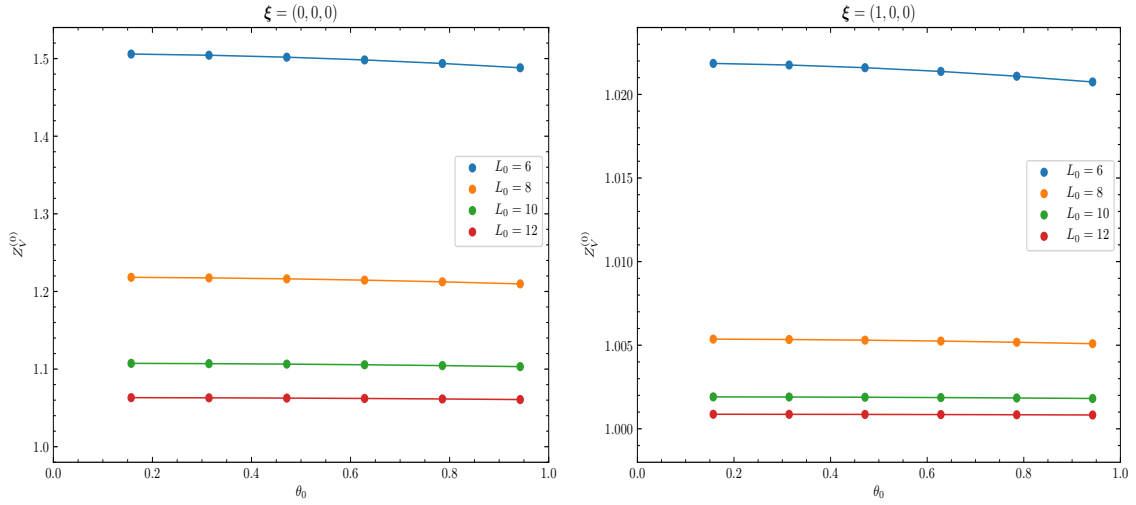 ξ = (0, 0, 0)
Z_V^{(0)}
1.5
1.4
1.3
1.2
1.1
1.0
L_0 = 6
L_0 = 8
L_0 = 10
L_0 = 12
0.0 0.2 0.4 0.6 0.8 1.0
θ_0
ξ = (1, 0, 0)
Z_V^{(0)}
1.020
1.015
1.010
1.005
1.000
L_0 = 6
L_0 = 8
L_0 = 10
L_0 = 12
0.0 0.2 0.4 0.6 0.8 1.0
θ_0